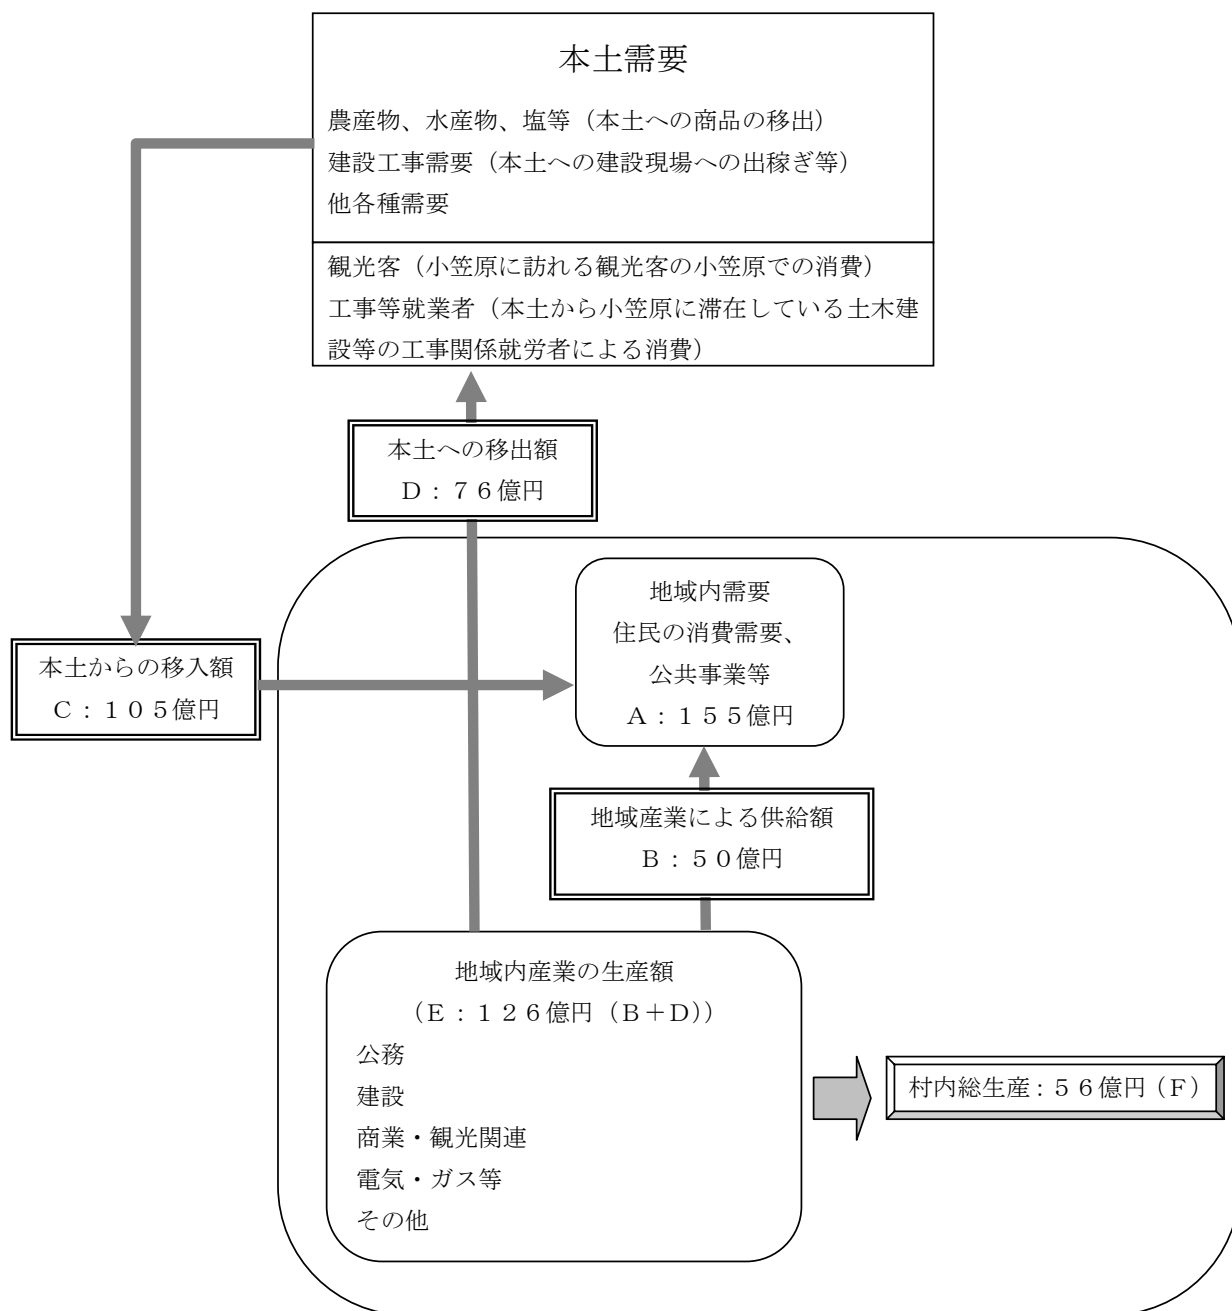 本土需要
農産物、水産物、塩等（本土への商品の移出）
建設工事需要（本土への建設現場への出稼ぎ等）
他各種需要
観光客（小笠原に訪れる観光客の小笠原での消費）
工事等就業者（本土から小笠原に滞在している土木建
設等の工事関係就労者による消費）
本土への移出額
Ｄ：７６億円
地域内需要
住民の消費需要、
公共事業等
Ａ：１５５億円
本土からの移入額
Ｃ：１０５億円
地域産業による供給額
Ｂ：５０億円
地域内産業の生産額
（Ｅ：１２６億円（Ｂ＋Ｄ））
公務
建設
商業・観光関連
電気・ガス等
その他
村内総生産：５６億円（Ｆ）